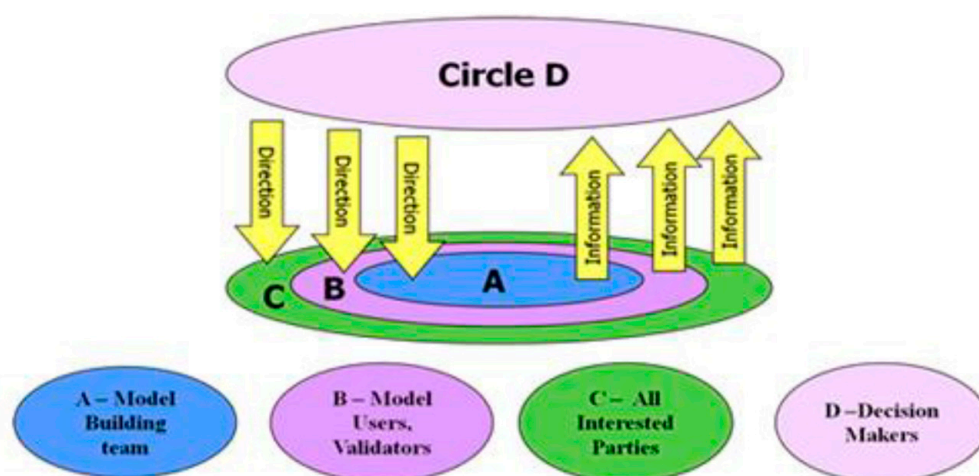 Circle D
Direction
Direction
Direction
Information
Information
Information
C
B
A
A – Model
Building
team
B – Model
Users,
Validators
C – All
Interested
Parties
D –Decision
Makers